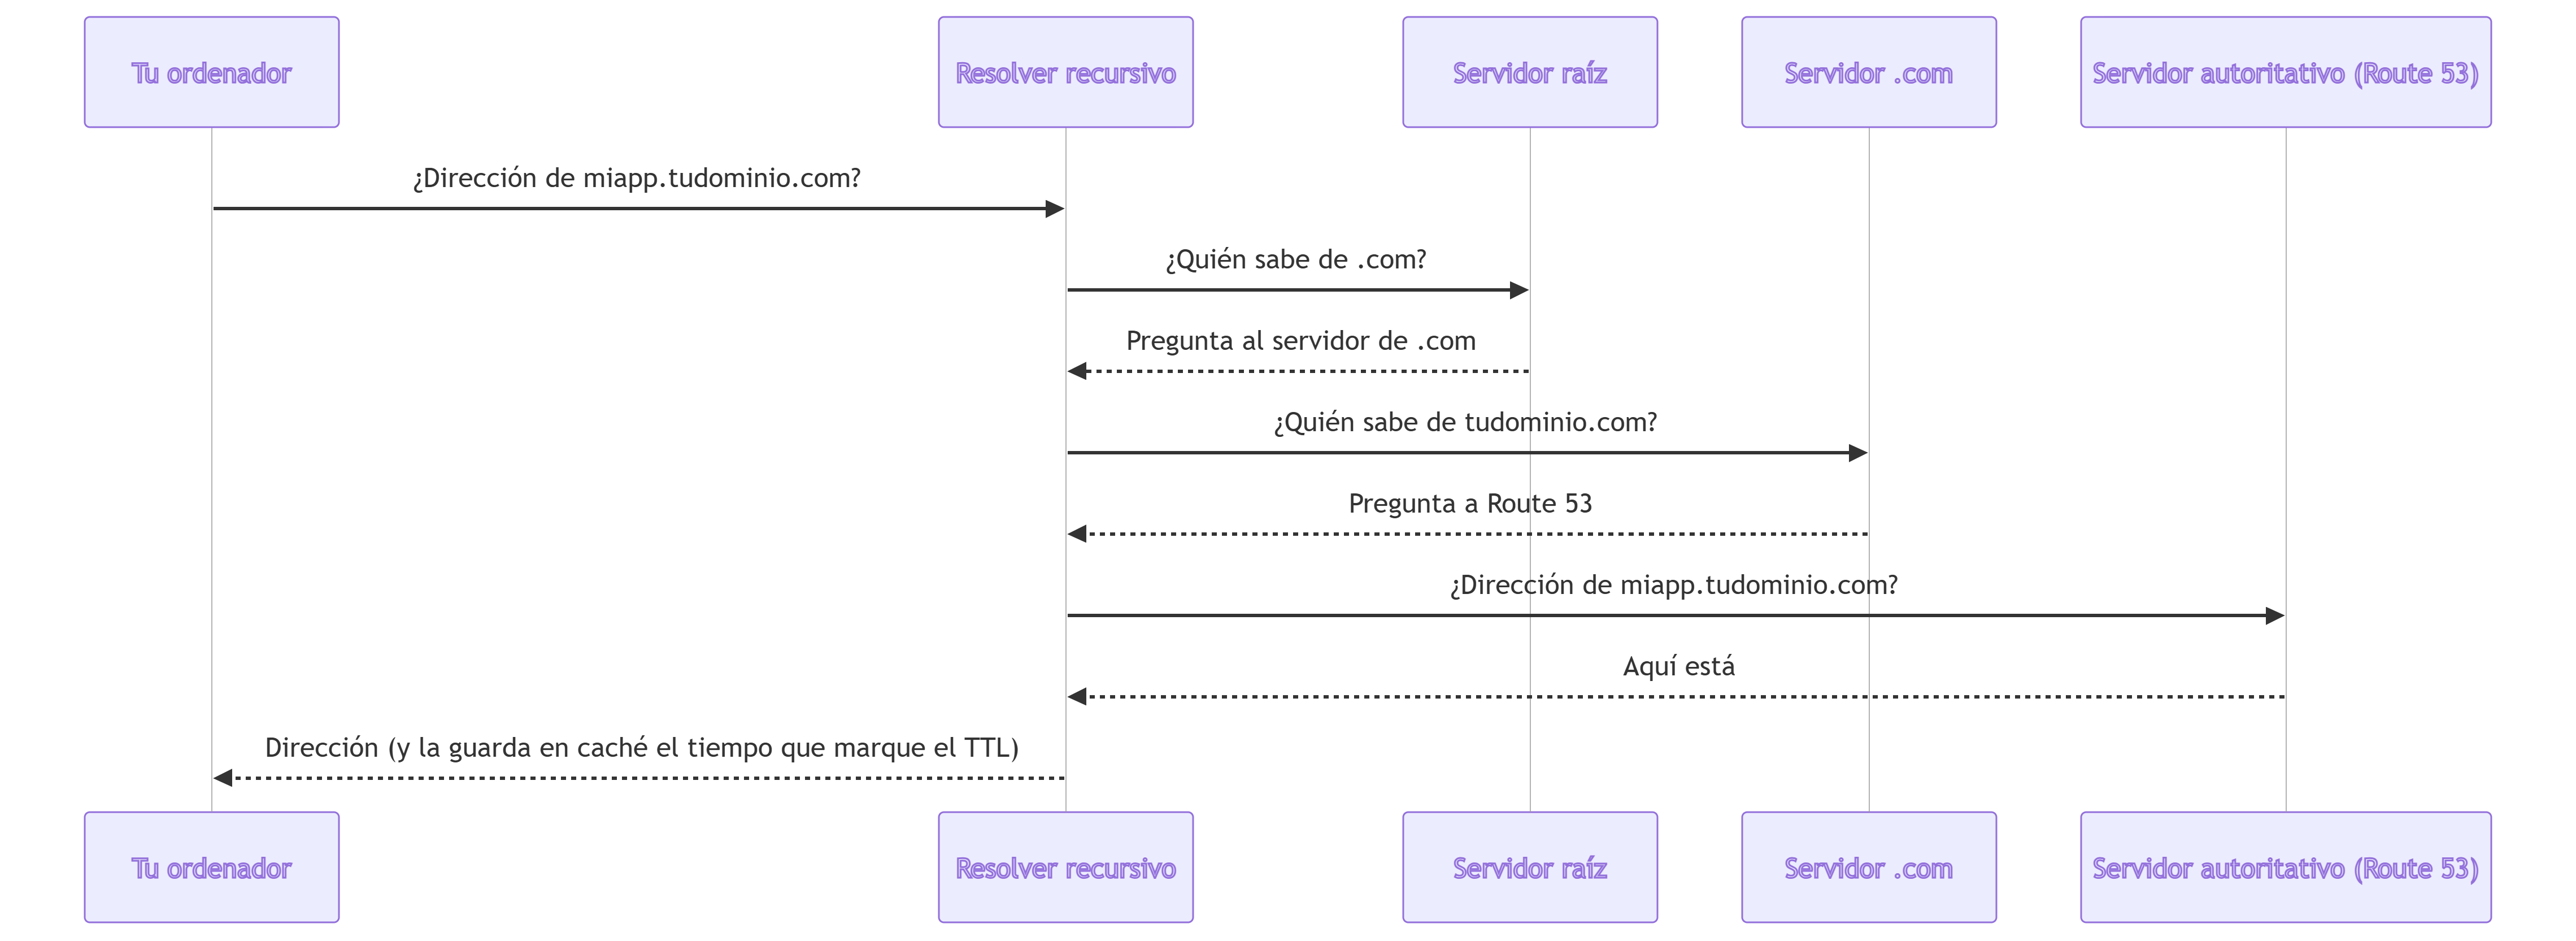 Tu ordenador
Resolver recursivo
Servidor raíz
Servidor .com
Servidor autoritativo (Route 53)
¿Dirección de miapp.tudominio.com?
¿Quién sabe de .com?
Pregunta al servidor de .com
¿Quién sabe de tudominio.com?
Pregunta a Route 53
¿Dirección de miapp.tudominio.com?
Aquí está
Dirección (y la guarda en caché el tiempo que marque el TTL)
Tu ordenador
Resolver recursivo
Servidor raíz
Servidor .com
Servidor autoritativo (Route 53)